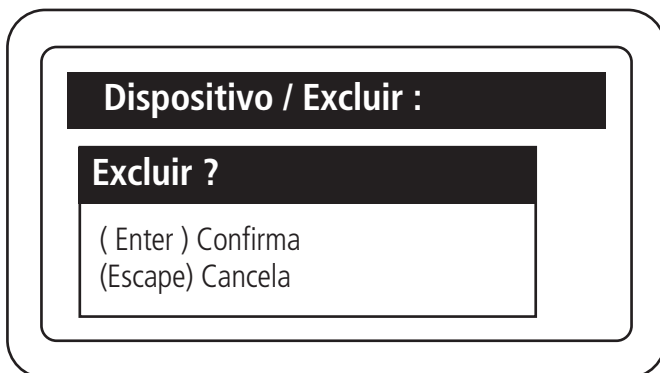 Dispositivo / Excluir :
Excluir ?
( Enter ) Confirma
(Escape) Cancela